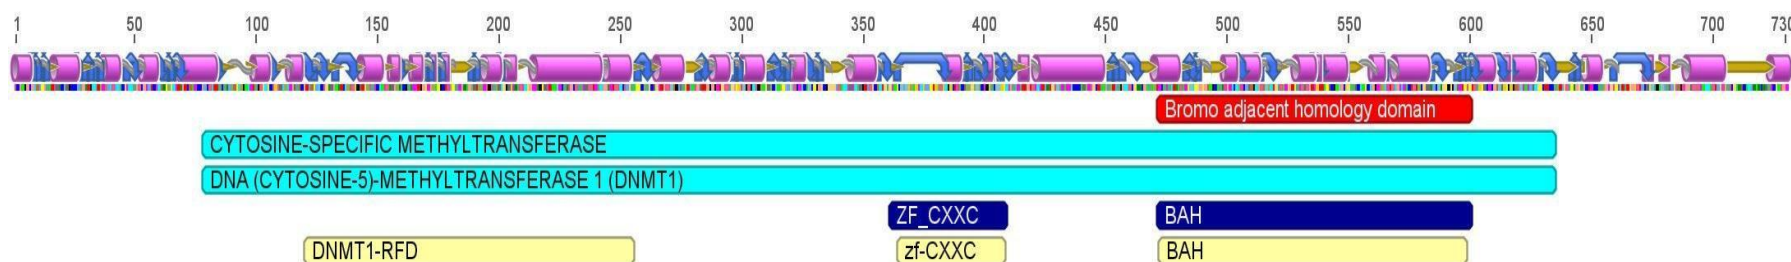 1 50 100 150 200 250 300 350 400 450 500 550 600 650 700 730
Bromo adjacent homology domain
CYTOSINE-SPECIFIC METHYLTRANSFERASE
DNA (CYTOSINE-5)-METHYLTRANSFERASE 1 (DNMT1)
ZF_CXXC BAH
DNMT1-RFD zf-CXXC BAH